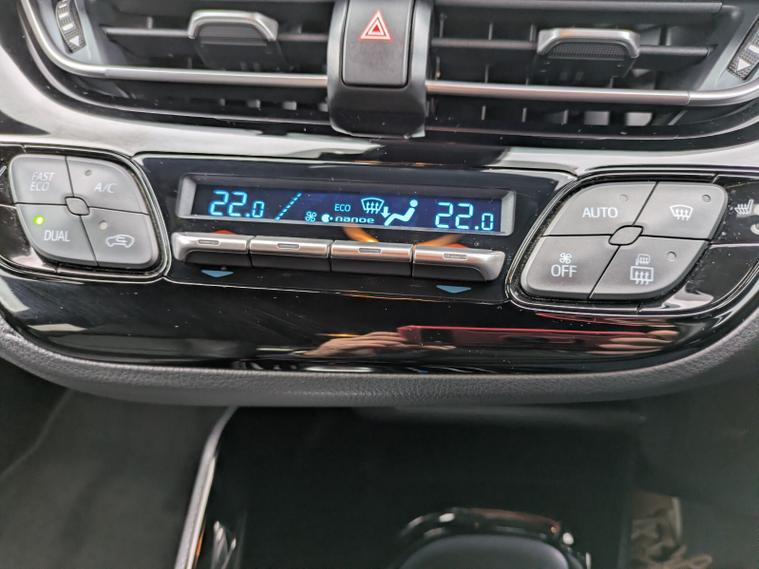 FAST
ECO
A/C
DUAL
22.0
ECO
nanoe
22.0
AUTO
OFF